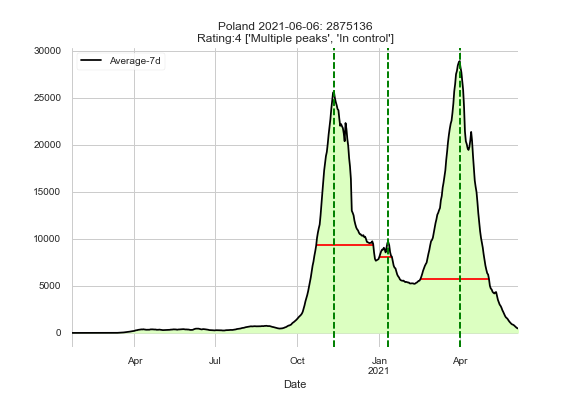 Poland 2021-06-06: 2875136
Rating:4 ['Multiple peaks', 'In control']
Average-7d
30000
25000
20000
15000
10000
5000
0
Apr
Jul
Oct
Jan
2021
Apr
Date